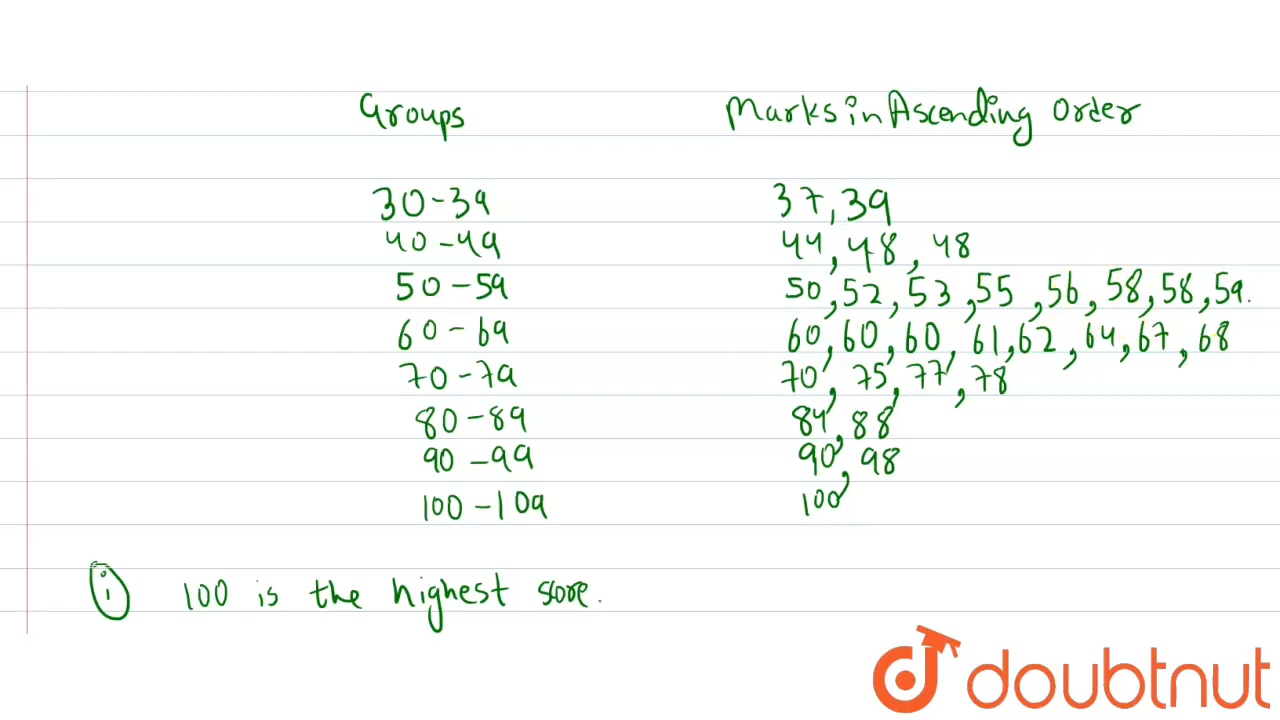 Groups Marks in Ascending Order
30-39 37, 39
40-49 44, 48, 48
50-59 50, 52, 53, 55, 56, 58, 58, 59.
60-69 60, 60, 60, 61, 62, 64, 67, 68
70-79 70, 75, 77, 78
80-89 84, 88
90-99 90, 98
100-109 100
i 100 is the highest score.
doubtnut